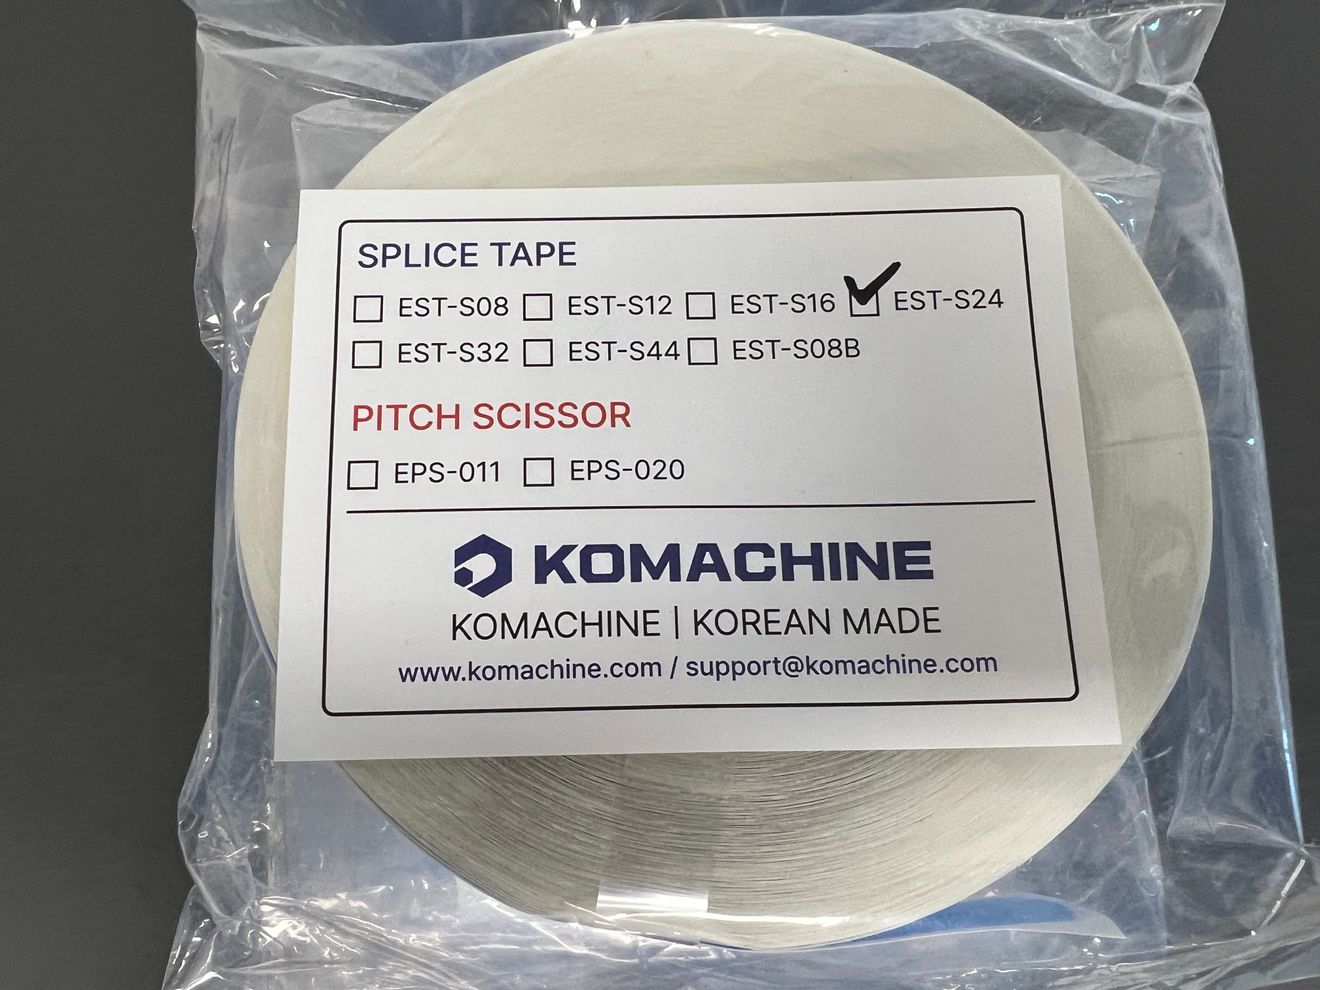 SPLICE TAPE
EST-S08 EST-S12 EST-S16 EST-S24
EST-S32 EST-S44 EST-S08B
PITCH SCISSOR
EPS-011 EPS-020
KOMACHINE
KOMACHINE | KOREAN MADE
www.komachine.com / support@komachine.com